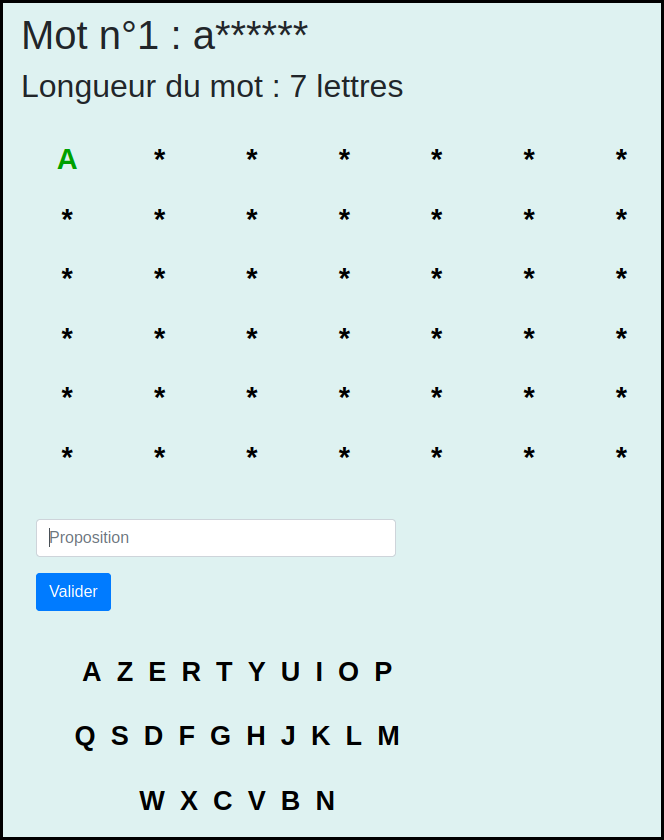 Mot n°1 : a******
Longueur du mot : 7 lettres
A * * * * * *
* * * * * * *
* * * * * * *
* * * * * * *
* * * * * * *
* * * * * * *
Proposition
Valider
A Z E R T Y U I O P
Q S D F G H J K L M
W X C V B N